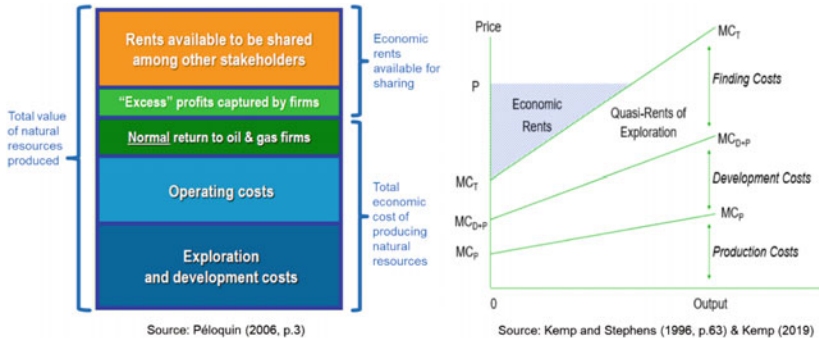 Total value
of natural
resources
produced
Rents available to be shared
among other stakeholders
"Excess" profits captured by firms
Normal return to oil & gas firms
Operating costs
Exploration
and development costs
Economic
rents
available for
sharing
Total
economic
cost of
producing
natural
resources
Source: Péloquin (2006, p.3)
Price
P
MC_T
MC_D+P
MC_P
Economic
Rents
Quasi-Rents of
Exploration
MC_T
Finding Costs
MC_D+P
Development Costs
MC_P
Production Costs
0
Output
Source: Kemp and Stephens (1996, p.63) & Kemp (2019)